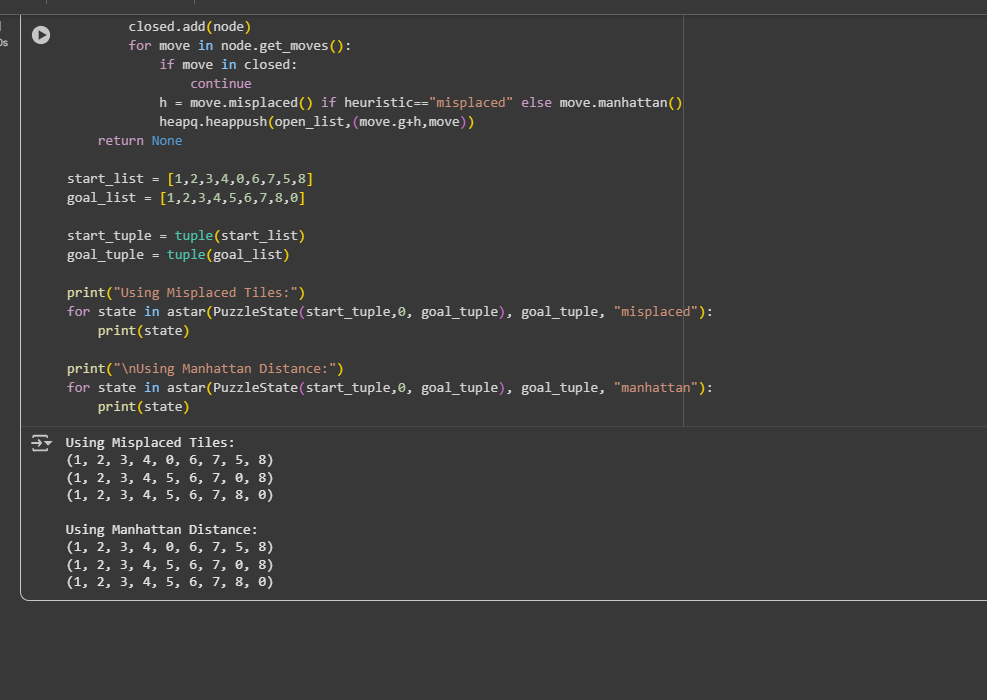 0s
closed.add(node)
for move in node.get_moves():
if move in closed:
continue
h = move.misplaced() if heuristic=="misplaced" else move.manhattan()
heapq.heappush(open_list,(move.g+h,move))
return None
start_list = [1,2,3,4,0,6,7,5,8]
goal_list = [1,2,3,4,5,6,7,8,0]
start_tuple = tuple(start_list)
goal_tuple = tuple(goal_list)
print("Using Misplaced Tiles:")
for state in astar(PuzzleState(start_tuple,0, goal_tuple), goal_tuple, "misplaced"):
print(state)
print("\nUsing Manhattan Distance:")
for state in astar(PuzzleState(start_tuple,0, goal_tuple), goal_tuple, "manhattan"):
print(state)
Using Misplaced Tiles:
(1, 2, 3, 4, 0, 6, 7, 5, 8)
(1, 2, 3, 4, 5, 6, 7, 0, 8)
(1, 2, 3, 4, 5, 6, 7, 8, 0)
Using Manhattan Distance:
(1, 2, 3, 4, 0, 6, 7, 5, 8)
(1, 2, 3, 4, 5, 6, 7, 0, 8)
(1, 2, 3, 4, 5, 6, 7, 8, 0)